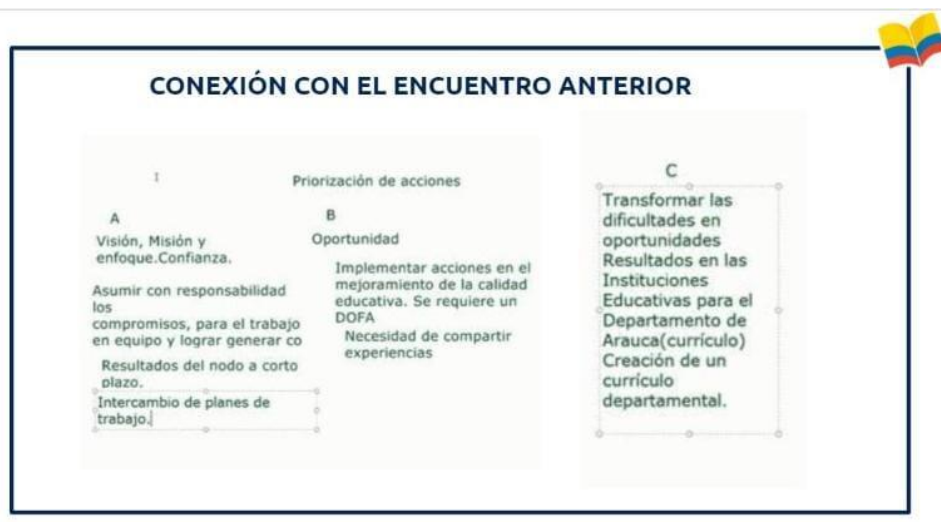 CONEXIÓN CON EL ENCUENTRO ANTERIOR
Priorización de acciones
A
Visión, Misión y
enfoque.Confianza.
Asumir con responsabilidad
los
compromisos, para el trabajo
en equipo y lograr generar co
Resultados del nodo a corto
plazo.
Intercambio de planes de
trabajo.
B
Oportunidad
Implementar acciones en el
mejoramiento de la calidad
educativa. Se requiere un
DOFA
Necesidad de compartir
experiencias
C
Transformar las
dificultades en
oportunidades
Resultados en las
Instituciones
Educativas para el
Departamento de
Arauca(currículo)
Creación de un
currículo
departamental.